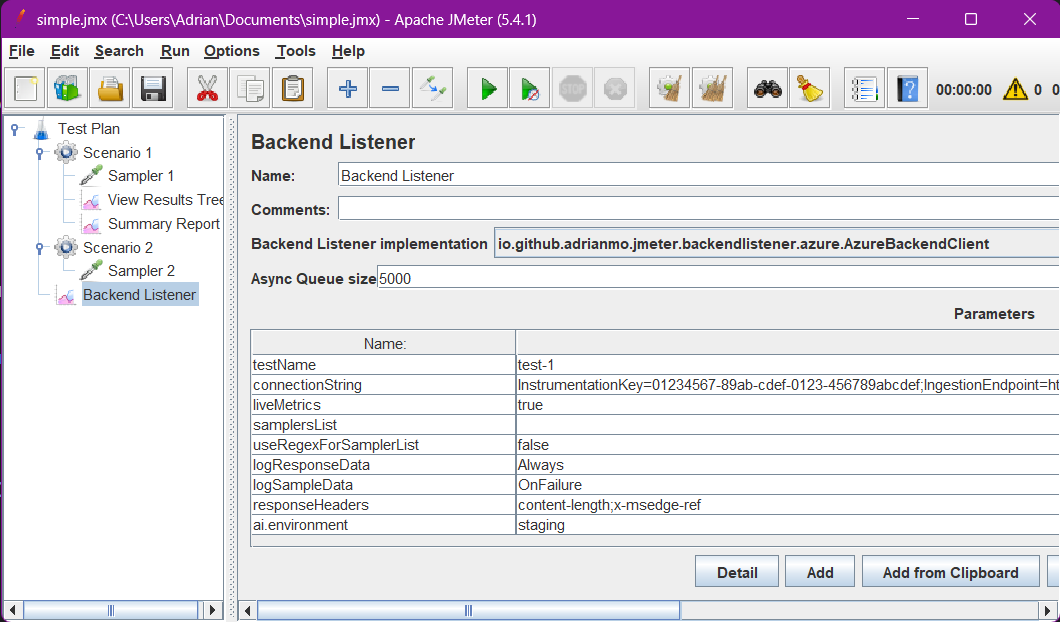 simple.jmx (C:\Users\Adrian\Documents\simple.jmx) - Apache JMeter (5.4.1)
File Edit Search Run Options Tools Help
STOP
?
00:00:00 0
Test Plan
Scenario 1
Sampler 1
View Results Tree
Summary Report
Scenario 2
Sampler 2
Backend Listener
Backend Listener
Name: Backend Listener
Comments:
Backend Listener implementation io.github.adrianmo.jmeter.backendlistener.azure.AzureBackendClient
Async Queue size 5000
Parameters
Name:
testName test-1
connectionString InstrumentationKey=01234567-89ab-cdef-0123-456789abcdef;IngestionEndpoint=ht
liveMetrics true
samplersList
useRegexForSamplerList false
logResponseData Always
logSampleData OnFailure
responseHeaders content-length;x-msedge-ref
ai.environment staging
Detail Add Add from Clipboard